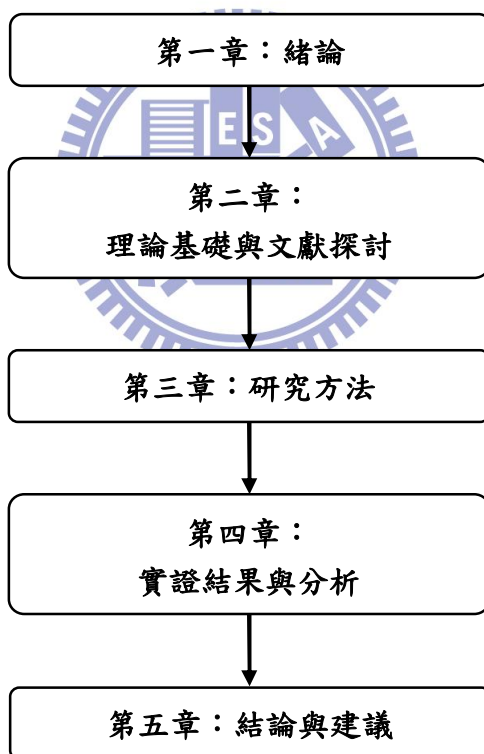 第一章：緒論
E S A
第二章：
理論基礎與文獻探討
第三章：研究方法
第四章：
實證結果與分析
第五章：結論與建議